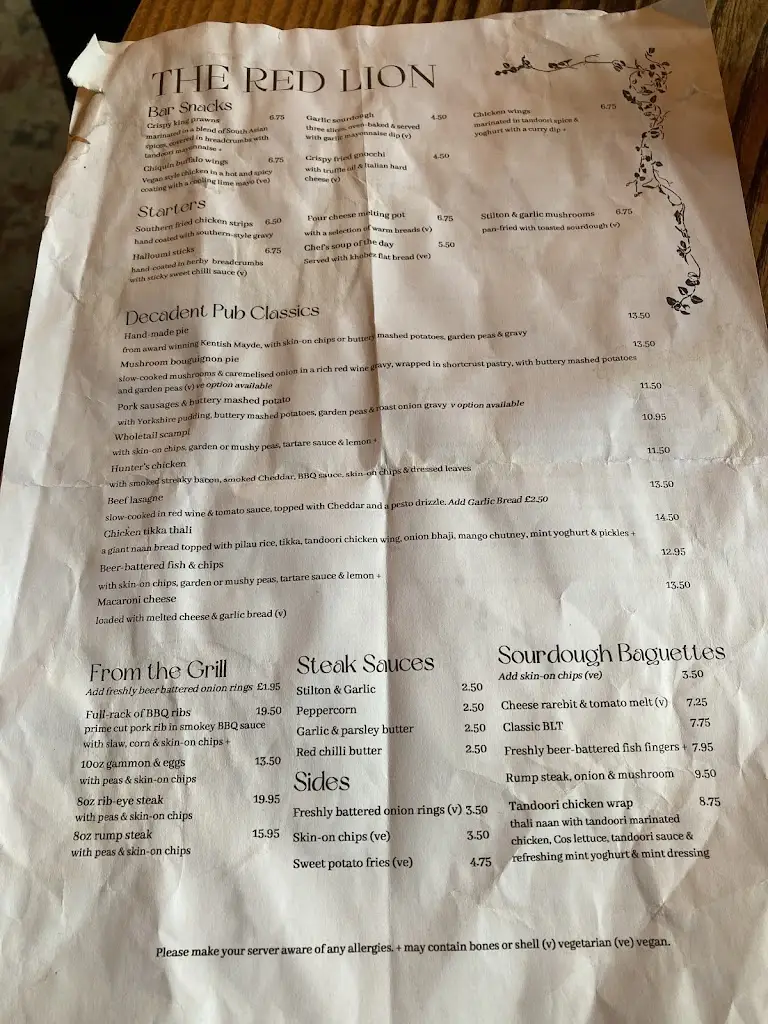 THE RED LION
Bar Snacks
Crispy king prawns 6.75
marinated in a blend of South Asian
spices, covered in breadcrumbs with
tandoori mayonnaise +
Chiquin buffalo wings 6.75
Vegan style chicken in a hot and spicy
coating with a cooling lime mayo (ve)
Garlic sourdough 4.50
three slices, oven-baked & served
with garlic mayonnaise dip (v)
Crispy fried gnocchi 4.50
with truffle oil & Italian hard
cheese (v)
Chicken wings 6.75
marinated in tandoori spice &
yoghurt with a curry dip +
Starters
Southern fried chicken strips 6.50
hand coated with southern-style gravy
Halloumi sticks 6.75
hand-coated in herby breadcrumbs
with sticky sweet chilli sauce (v)
Four cheese melting pot 6.75
with a selection of warm breads (v)
Chef's soup of the day 5.50
Served with khobez flat bread (ve)
Stilton & garlic mushrooms 6.75
pan-fried with toasted sourdough (v)
Decadent Pub Classics
Hand-made pie 13.50
from award winning Kentish Mayde, with skin-on chips or buttery mashed potatoes, garden peas & gravy
Mushroom bouguignon pie 13.50
slow-cooked mushrooms & caremelised onion in a rich red wine gravy, wrapped in shortcrust pastry, with buttery mashed potatoes
and garden peas (v) ve option available
Pork sausages & buttery mashed potato 11.50
with Yorkshire pudding, buttery mashed potatoes, garden peas & roast onion gravy v option available
Wholetail scampi 10.95
with skin-on chips, garden or mushy peas, tartare sauce & lemon +
Hunter's chicken 11.50
with smoked streaky bacon, smoked Cheddar, BBQ sauce, skin-on chips & dressed leaves
Beef lasagne 13.50
slow-cooked in red wine & tomato sauce, topped with Cheddar and a pesto drizzle. Add Garlic Bread £2.50
Chicken tikka thali 14.50
a giant naan bread topped with pilau rice, tikka, tandoori chicken wing, onion bhaji, mango chutney, mint yoghurt & pickles +
Beer-battered fish & chips 12.95
with skin-on chips, garden or mushy peas, tartare sauce & lemon +
Macaroni cheese 13.50
loaded with melted cheese & garlic bread (v)
From the Grill
Add freshly beer battered onion rings £1.95
Full-rack of BBQ ribs 19.50
prime cut pork rib in smokey BBQ sauce
with slaw, corn & skin-on chips +
10oz gammon & eggs 13.50
with peas & skin-on chips
8oz rib-eye steak 19.95
with peas & skin-on chips
8oz rump steak 15.95
with peas & skin-on chips
Steak Sauces
Stilton & Garlic 2.50
Peppercorn 2.50
Garlic & parsley butter 2.50
Red chilli butter 2.50
Sides
Freshly battered onion rings (v) 3.50
Skin-on chips (ve) 3.50
Sweet potato fries (ve) 4.75
Sourdough Baguettes
Add skin-on chips (ve) 3.50
Cheese rarebit & tomato melt (v) 7.25
Classic BLT 7.75
Freshly beer-battered fish fingers + 7.95
Rump steak, onion & mushroom 9.50
Tandoori chicken wrap 8.75
thali naan with tandoori marinated
chicken, Cos lettuce, tandoori sauce &
refreshing mint yoghurt & mint dressing
Please make your server aware of any allergies. + may contain bones or shell (v) vegetarian (ve) vegan.